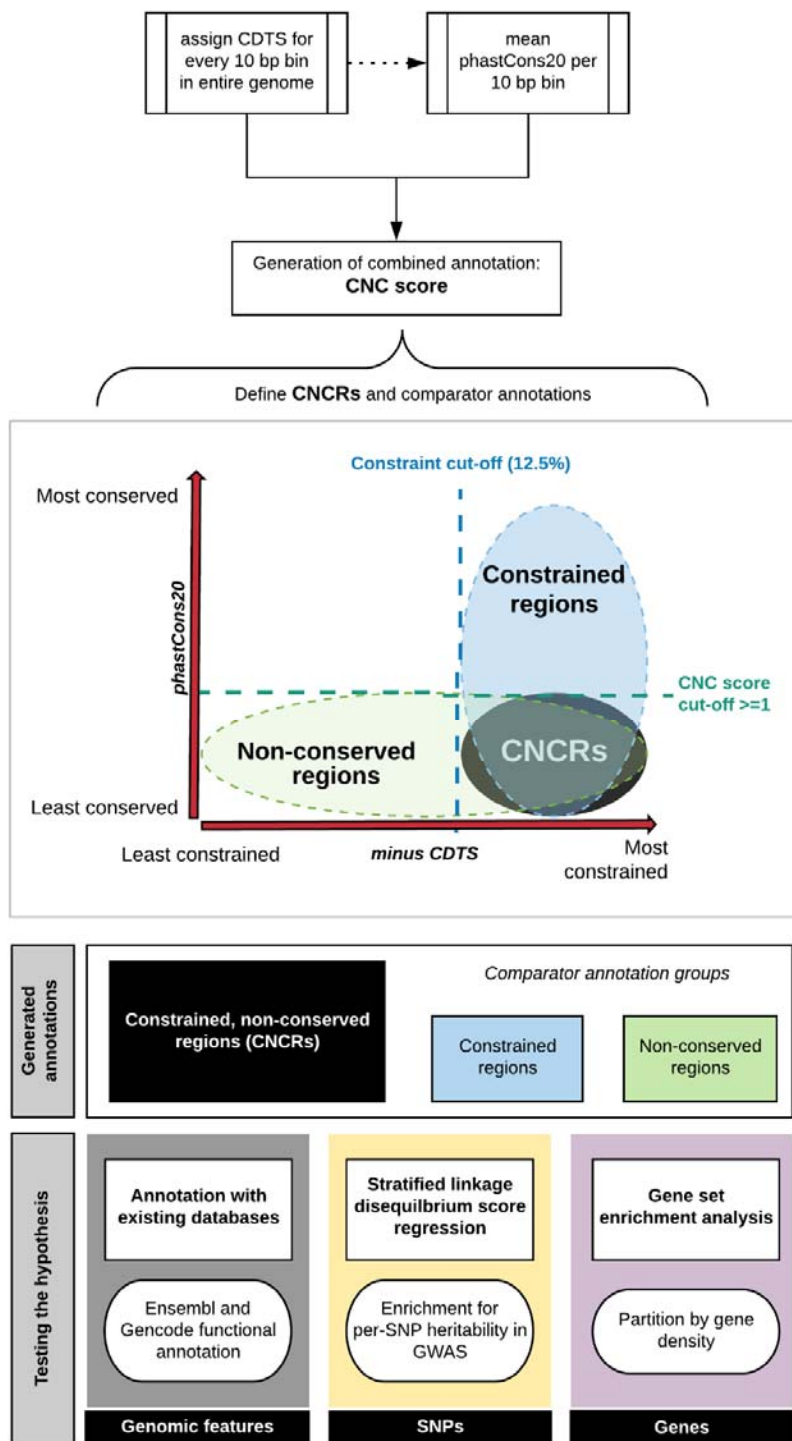 assign CDTS for
every 10 bp bin
in entire genome
mean
phastCons20 per
10 bp bin
Generation of combined annotation:
CNC score
Define CNCRs and comparator annotations
Constraint cut-off (12.5%)
Most conserved
phastCons20
Constrained
regions
CNC score
cut-off >=1
Non-conserved
regions
CNCRs
Least conserved
Least constrained
minus CDTS
Most
constrained
Generated
annotations
Constrained, non-conserved
regions (CNCRs)
Comparator annotation groups
Constrained
regions
Non-conserved
regions
Testing the hypothesis
Annotation with
existing databases
Ensembl and
Gencode functional
annotation
Genomic features
Stratified linkage
disequilbrium score
regression
Enrichment for
per-SNP heritability in
GWAS
SNPs
Gene set
enrichment analysis
Partition by gene
density
Genes